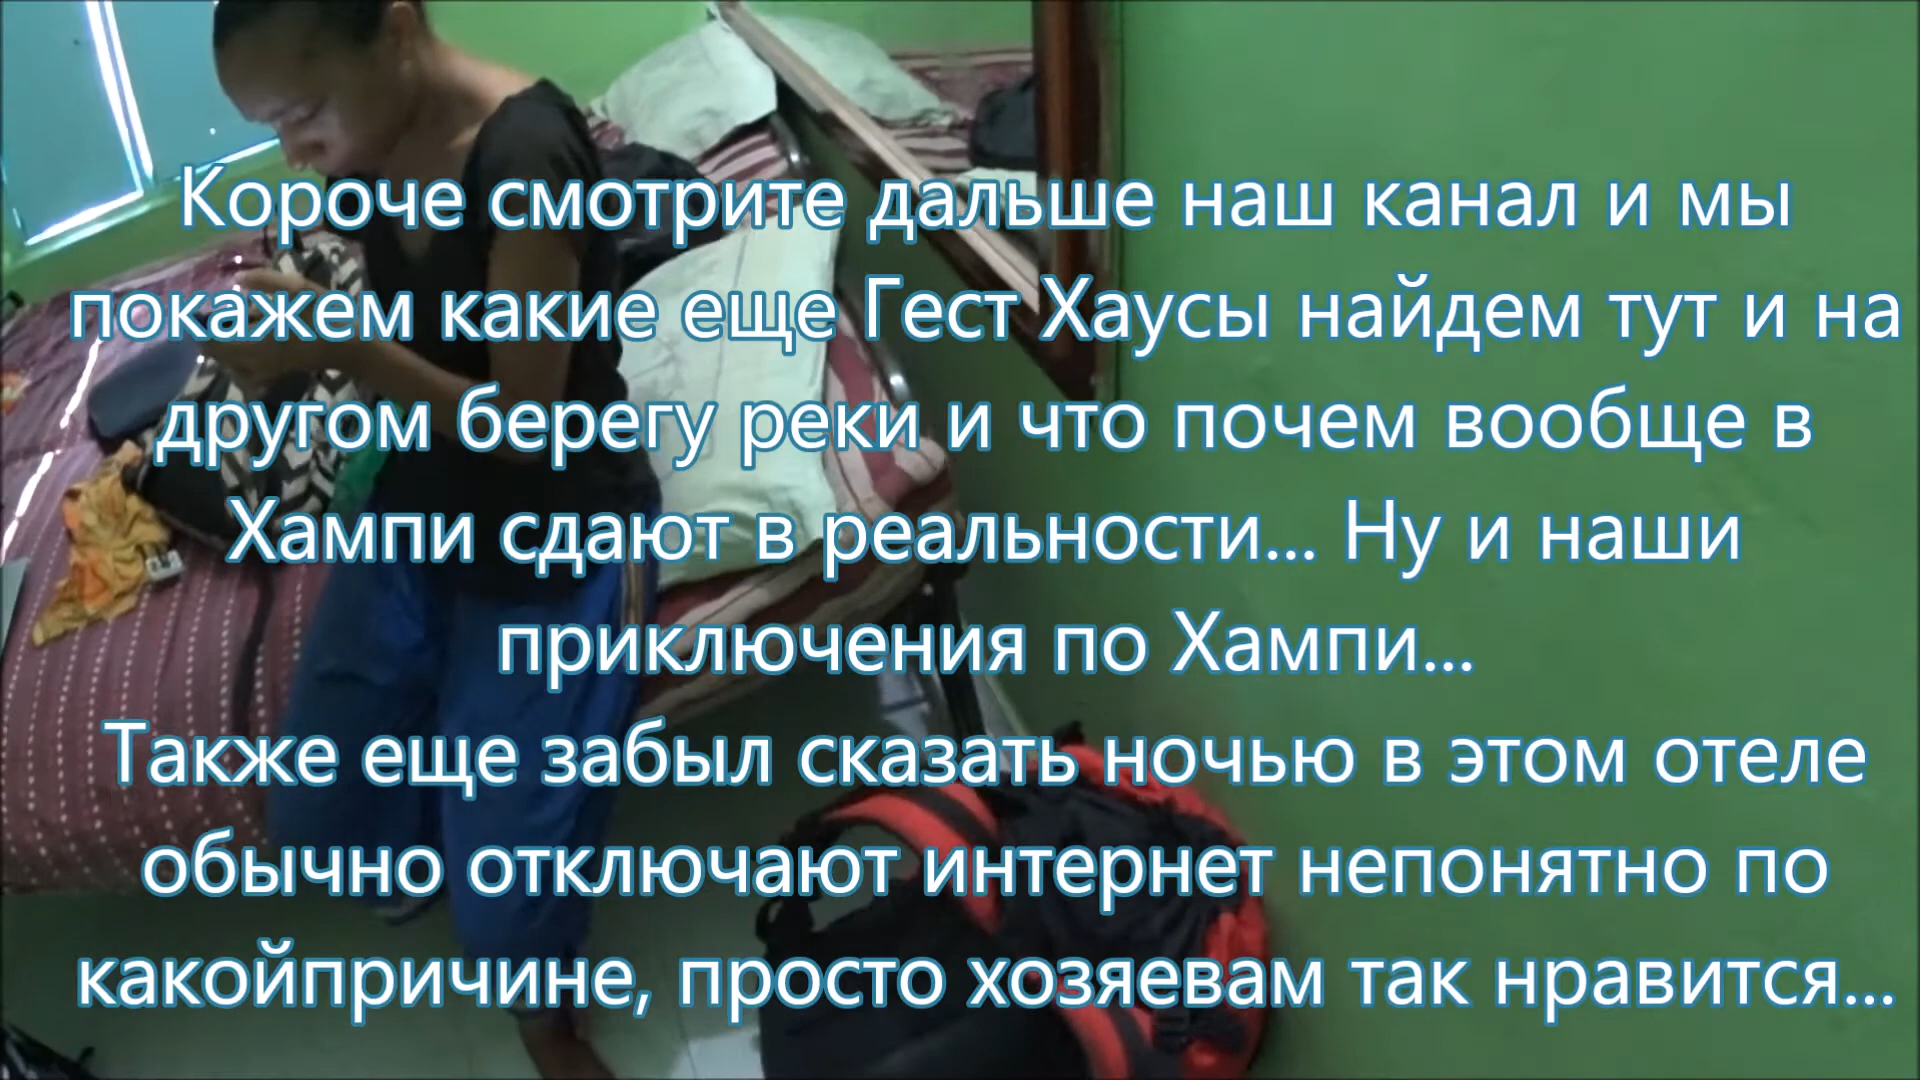 Короче смотрите дальше наш канал и мы
покажем какие еще Гест Хаусы найдем тут и на
другом берегу реки и что почем вообще в
Хампи сдают в реальности... Ну и наши
приключения по Хампи...
Также еще забыл сказать ночью в этом отеле
обычно отключают интернет непонятно по
какойпричине, просто хозяевам так нравится...